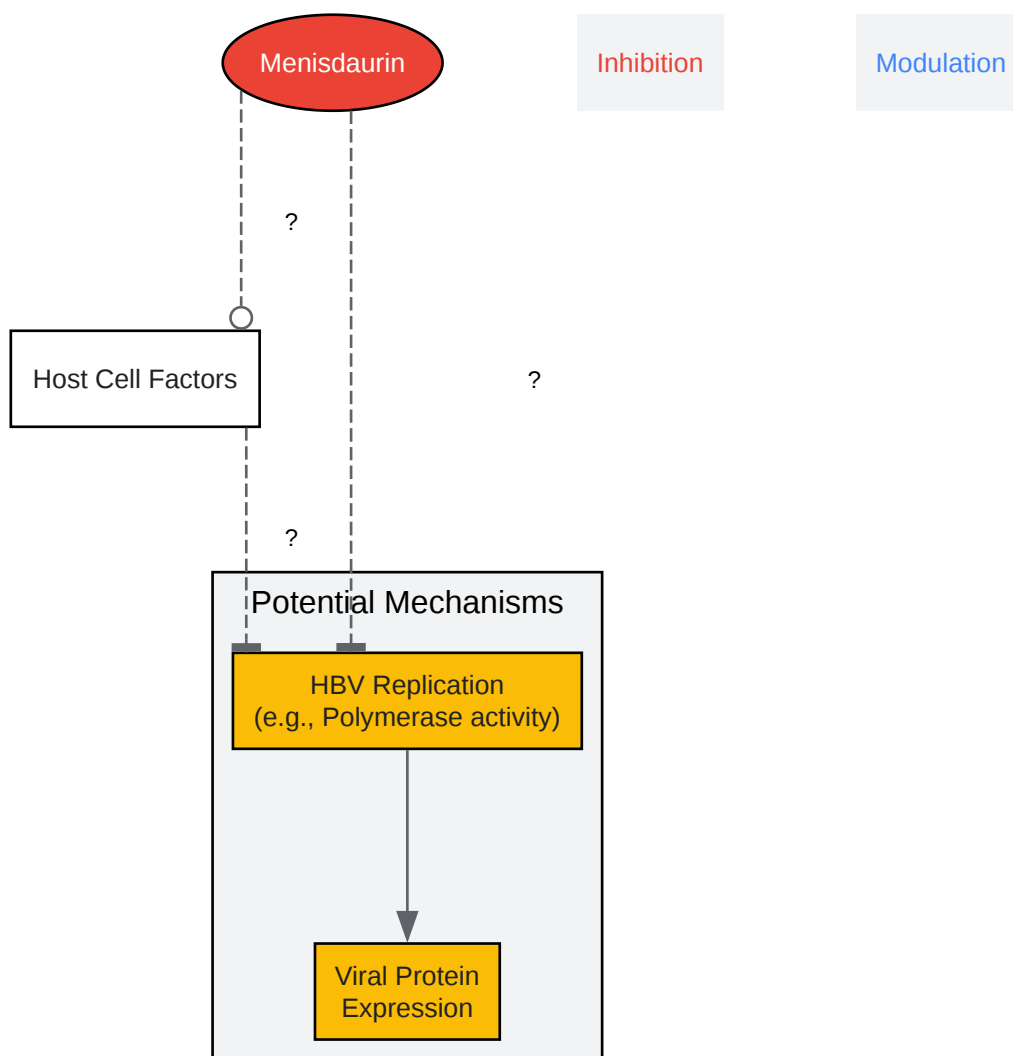 Menisdaurin
Inhibition
Modulation
?
Host Cell Factors
?
?
Potential Mechanisms
HBV Replication
(e.g., Polymerase activity)
Viral Protein
Expression